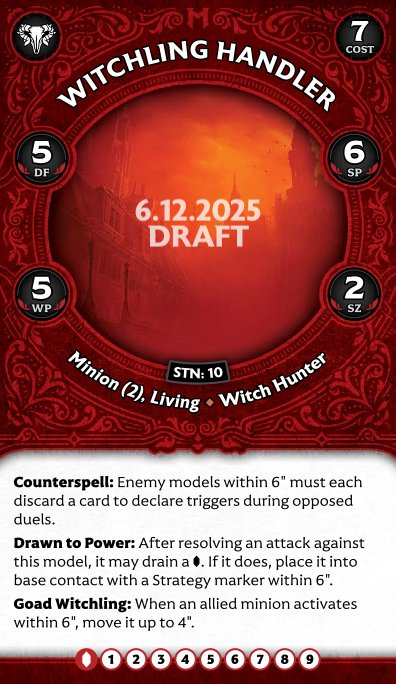 7
COST
WITCHLING HANDLER
5
DF
6
SP
6.12.2025
DRAFT
5
WP
2
SZ
STN: 10
Minion (2), Living • Witch Hunter
Counterspell: Enemy models within 6" must each
discard a card to declare triggers during opposed
duels.
Drawn to Power: After resolving an attack against
this model, it may drain a . If it does, place it into
base contact with a Strategy marker within 6".
Goad Witchling: When an allied minion activates
within 6", move it up to 4".
1 2 3 4 5 6 7 8 9